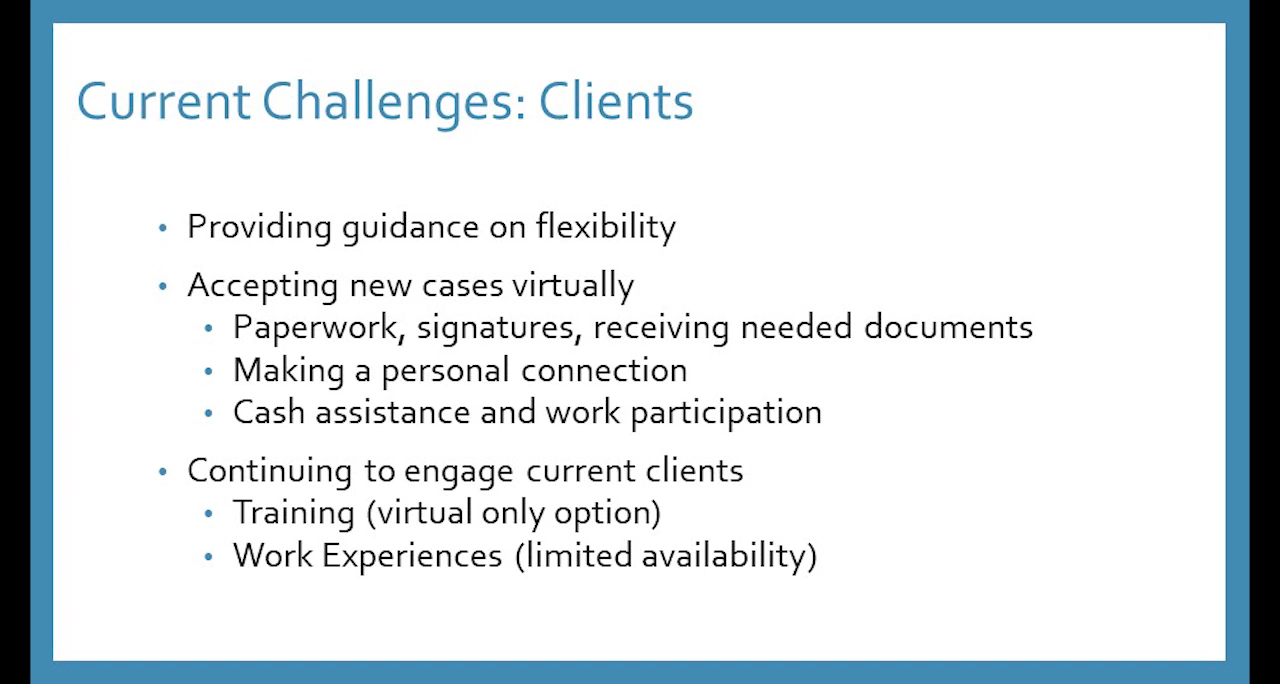 Current Challenges: Clients
• Providing guidance on flexibility
• Accepting new cases virtually
• Paperwork, signatures, receiving needed documents
• Making a personal connection
• Cash assistance and work participation
• Continuing to engage current clients
• Training (virtual only option)
• Work Experiences (limited availability)